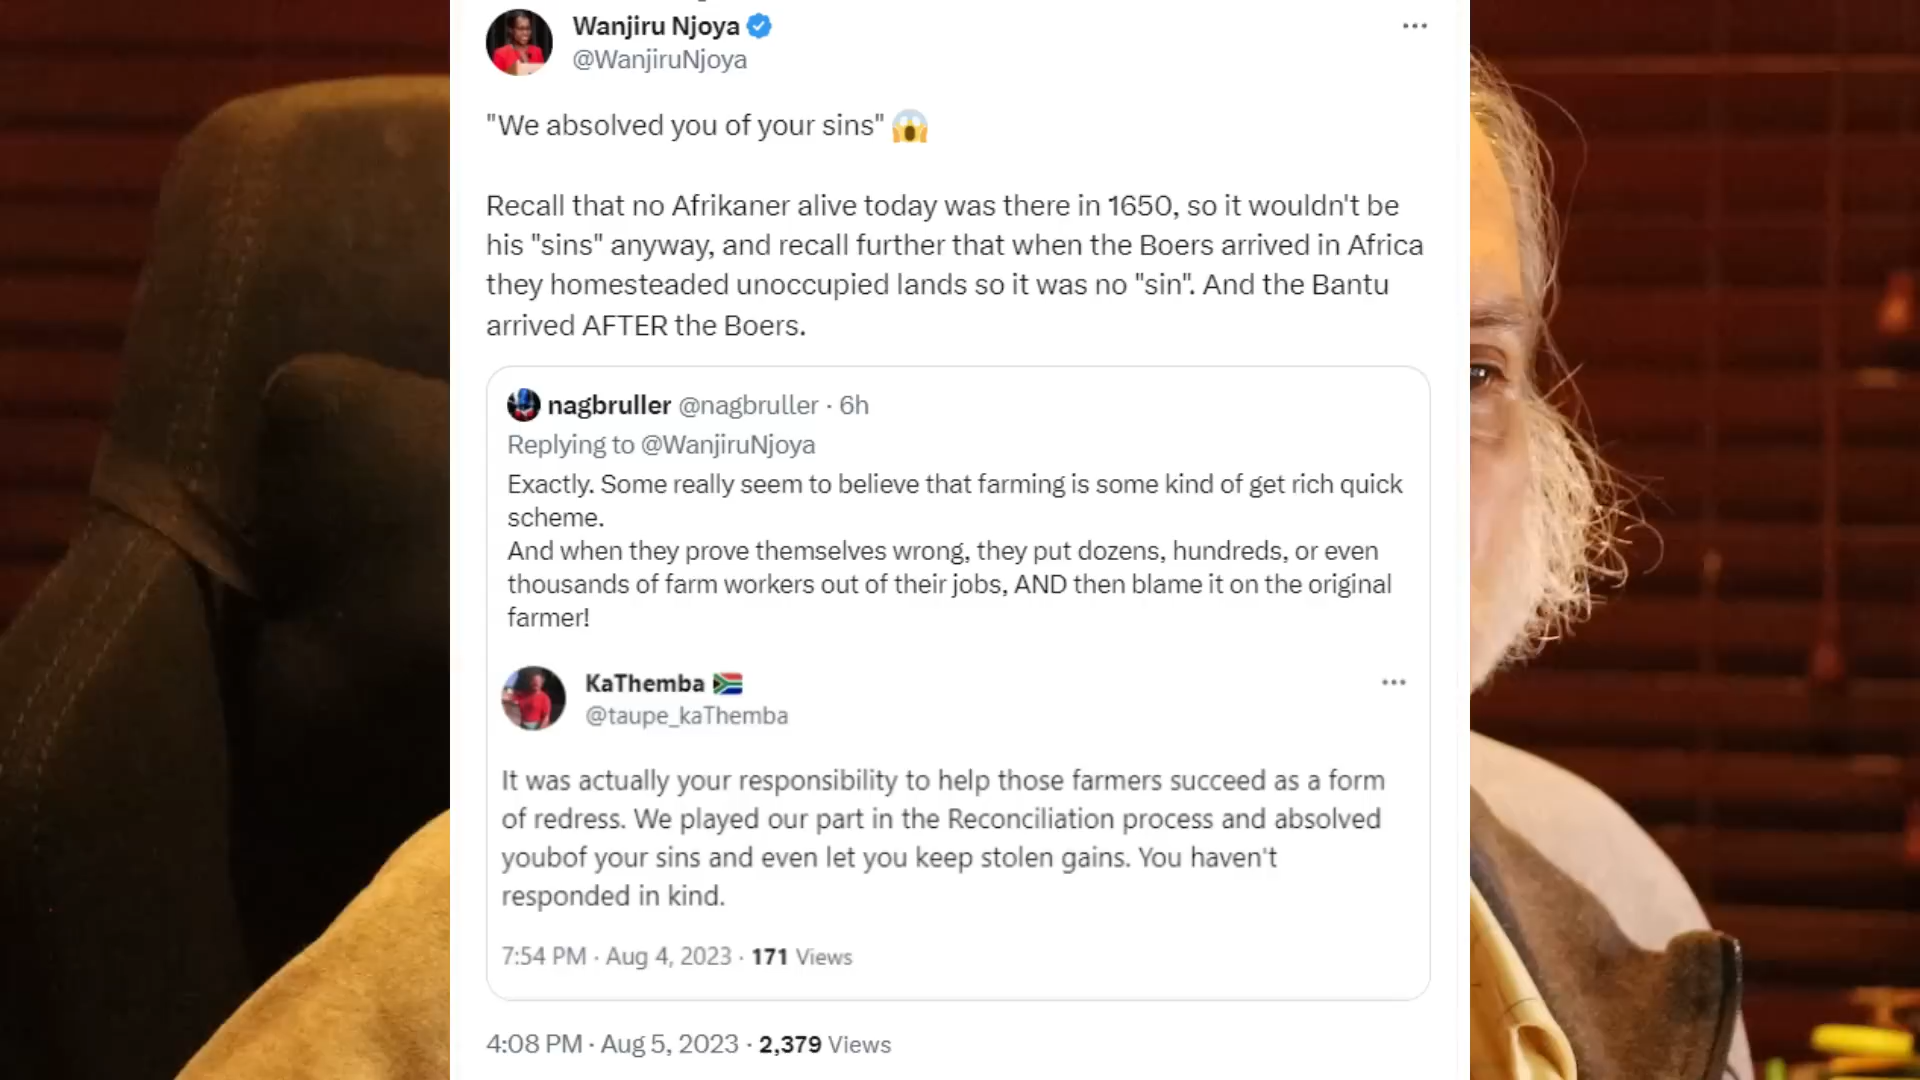 Wanjiru Njoya
@WanjiruNjoya
"We absolved you of your sins" 😱
Recall that no Afrikaner alive today was there in 1650, so it wouldn't be
his "sins" anyway, and recall further that when the Boers arrived in Africa
they homesteaded unoccupied lands so it was no "sin". And the Bantu
arrived AFTER the Boers.
nagbruller @nagbruller · 6h
Replying to @WanjiruNjoya
Exactly. Some really seem to believe that farming is some kind of get rich quick
scheme.
And when they prove themselves wrong, they put dozens, hundreds, or even
thousands of farm workers out of their jobs, AND then blame it on the original
farmer!
KaThemba 🇿🇦
@taupe_kaThemba
It was actually your responsibility to help those farmers succeed as a form
of redress. We played our part in the Reconciliation process and absolved
youbof your sins and even let you keep stolen gains. You haven't
responded in kind.
7:54 PM · Aug 4, 2023 · 171 Views
4:08 PM · Aug 5, 2023 · 2,379 Views